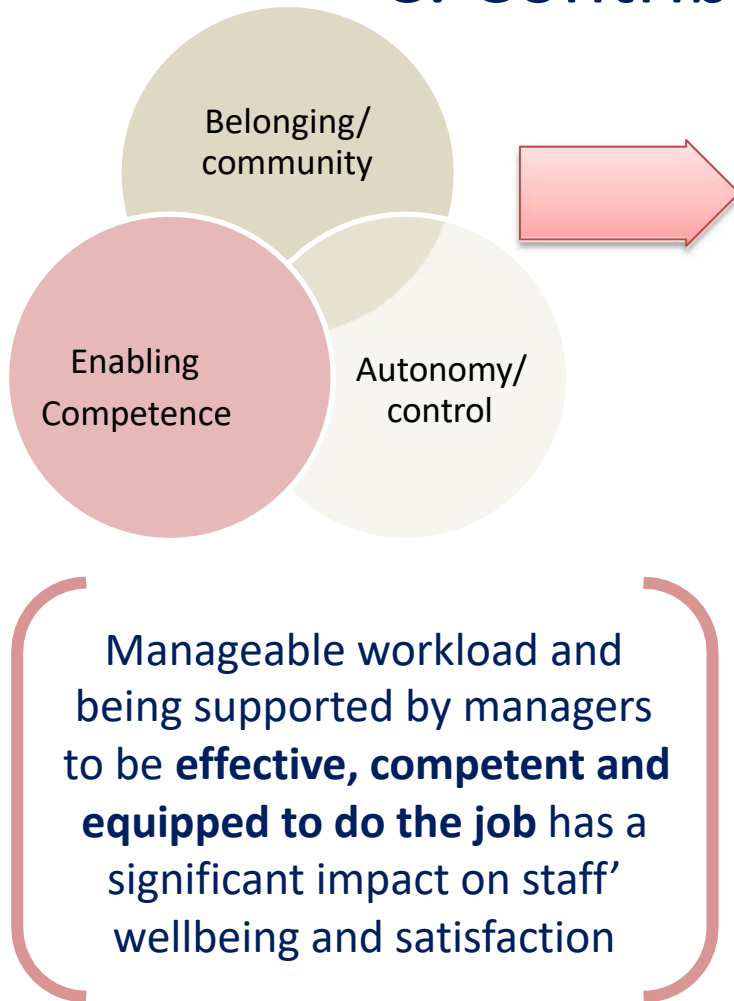 Belonging/
community
Enabling
Competence
Autonomy/
control
Manageable workload and
being supported by managers
to be effective, competent and
equipped to do the job has a
significant impact on staff’
wellbeing and satisfaction